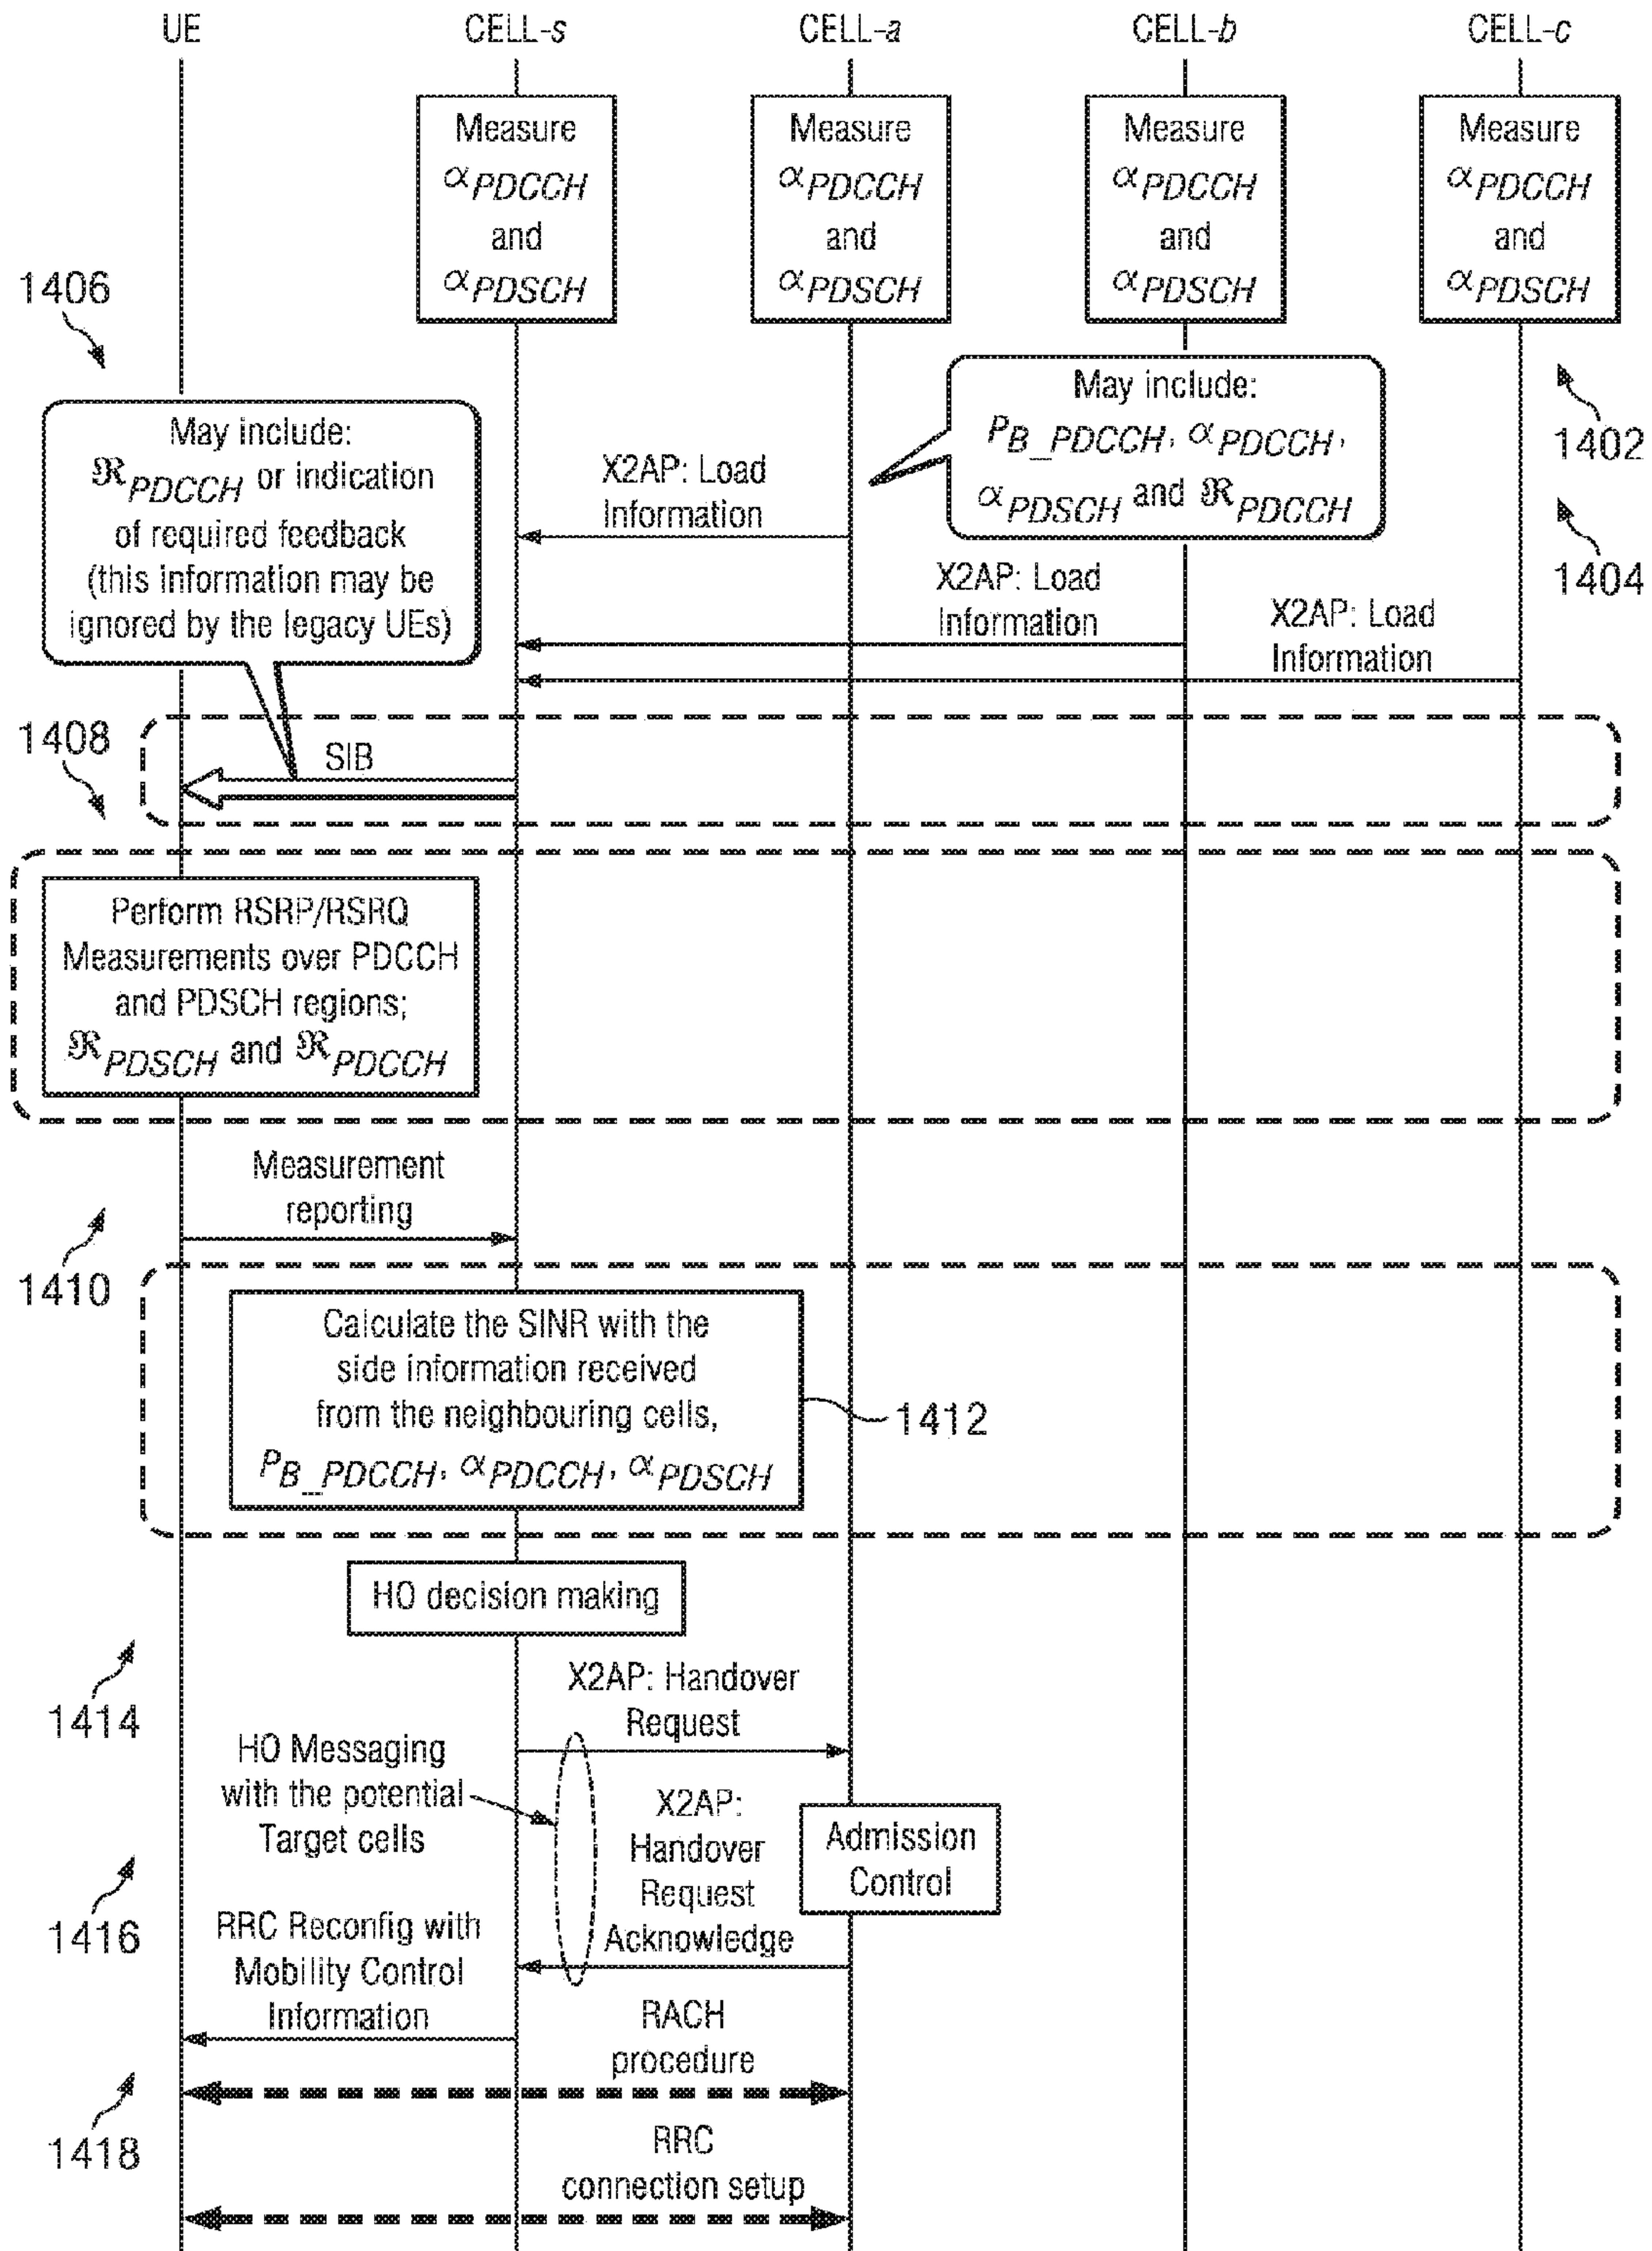 UE CELL-s CELL-a CELL-b CELL-c
Measure Measure Measure Measure
αPDCCH αPDCCH αPDCCH αPDCCH
and and and and
αPDSCH αPDSCH αPDSCH αPDSCH
1406
May include:
PB_PDCCH, αPDCCH,
αPDSCH and ℜPDCCH
1402
1404
May include:
ℜPDCCH or indication
of required feedback
(this information may be
ignored by the legacy UEs)
X2AP: Load
Information
X2AP: Load
Information
X2AP: Load
Information
1408
SIB
Perform RSRP/RSRQ
Measurements over PDCCH
and PDSCH regions;
ℜPDSCH and ℜPDCCH
Measurement
reporting
1410
Calculate the SINR with the
side information received
from the neighbouring cells,
PB_PDCCH, αPDCCH, αPDSCH
1412
HO decision making
1414
X2AP: Handover
Request
HO Messaging
with the potential
Target cells
X2AP:
Handover
Request
Acknowledge
Admission
Control
1416
RRC Reconfig with
Mobility Control
Information
RACH
procedure
1418
RRC
connection setup